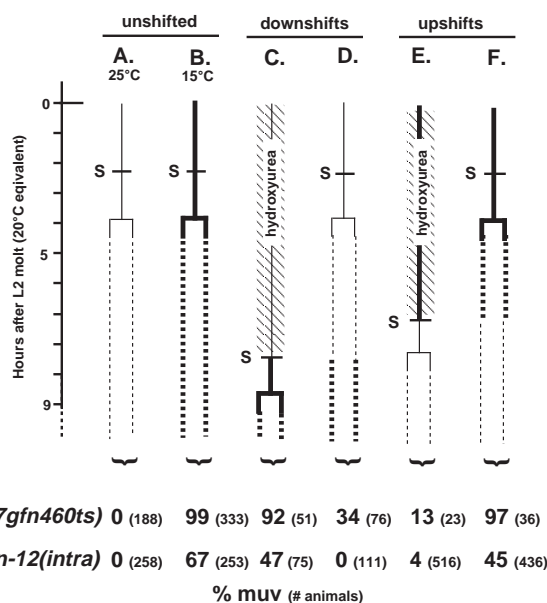 unshifted downshifts upshifts
A. B. C. D. E. F.
25°C 15°C
0
S S S S
hydroxyurea hydroxyurea
5
S
S
9
Hours after L2 molt (20°C eqivalent)
7gfn460ts) 0 (188) 99 (333) 92 (51) 34 (76) 13 (23) 97 (36)
n-12(intra) 0 (258) 67 (253) 47 (75) 0 (111) 4 (516) 45 (436)
% muv (# animals)